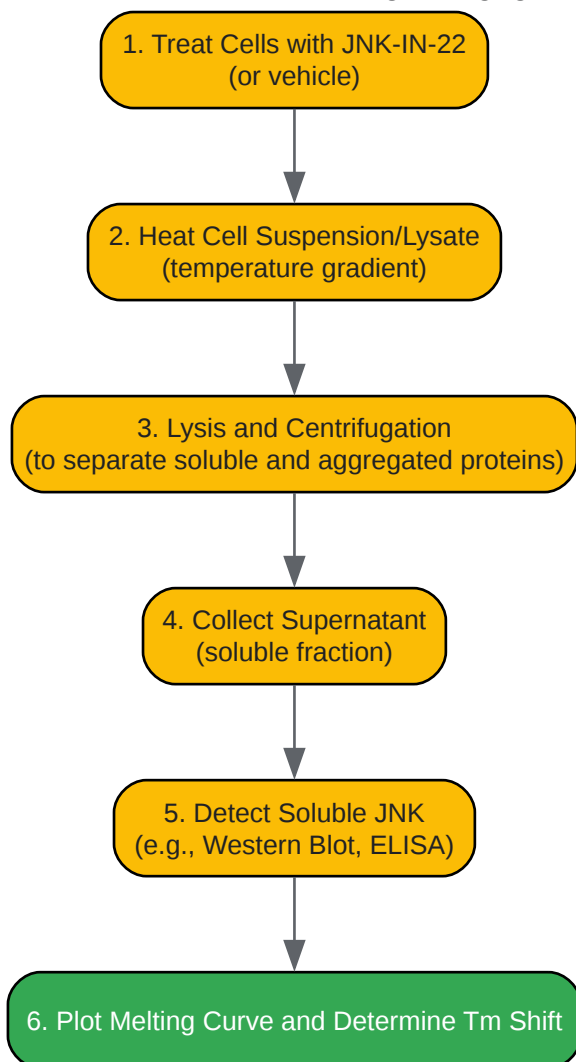 1. Treat Cells with JNK-IN-22
(or vehicle)
2. Heat Cell Suspension/Lysate
(temperature gradient)
3. Lysis and Centrifugation
(to separate soluble and aggregated proteins)
4. Collect Supernatant
(soluble fraction)
5. Detect Soluble JNK
(e.g., Western Blot, ELISA)
6. Plot Melting Curve and Determine Tm Shift